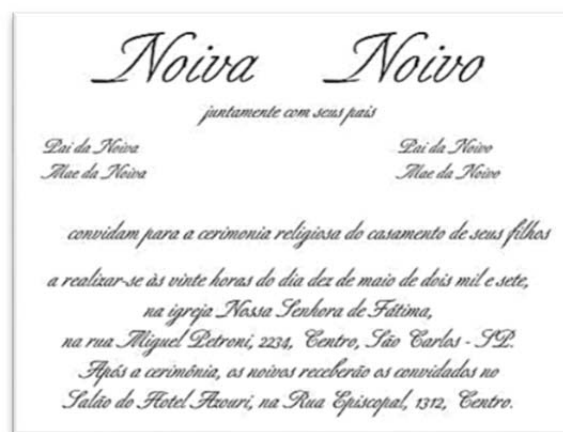 Noiva Noivo
juntamente com seus pais
Pai da Noiva Pai do Noivo
Mae da Noiva Mae do Noivo
convidam para a cerimonia religiosa do casamento de seus filhos
a realizar-se às vinte horas do dia dez de maio de dois mil e sete,
na igreja Nossa Senhora de Fátima,
na rua Miguel Petroni, 2234, Centro, São Carlos - SP.
Após a cerimônia, os noivos receberão os convidados no
Salão do Hotel Azouri, na Rua Episcopal, 1312, Centro.